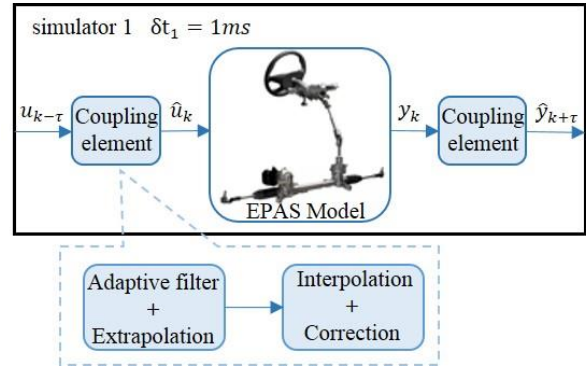 simulator 1 δt₁ = 1ms
u_{k−τ}
Coupling
element
û_k
EPAS Model
y_k
Coupling
element
ŷ_{k+τ}
Adaptive filter
+
Extrapolation
Interpolation
+
Correction